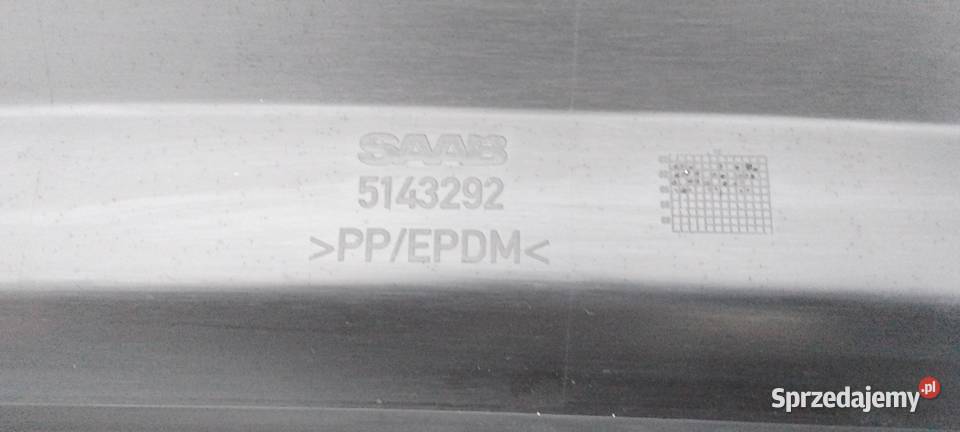 SAAB
5143292
>PP/EPDM<
Sprzedajemy.pl